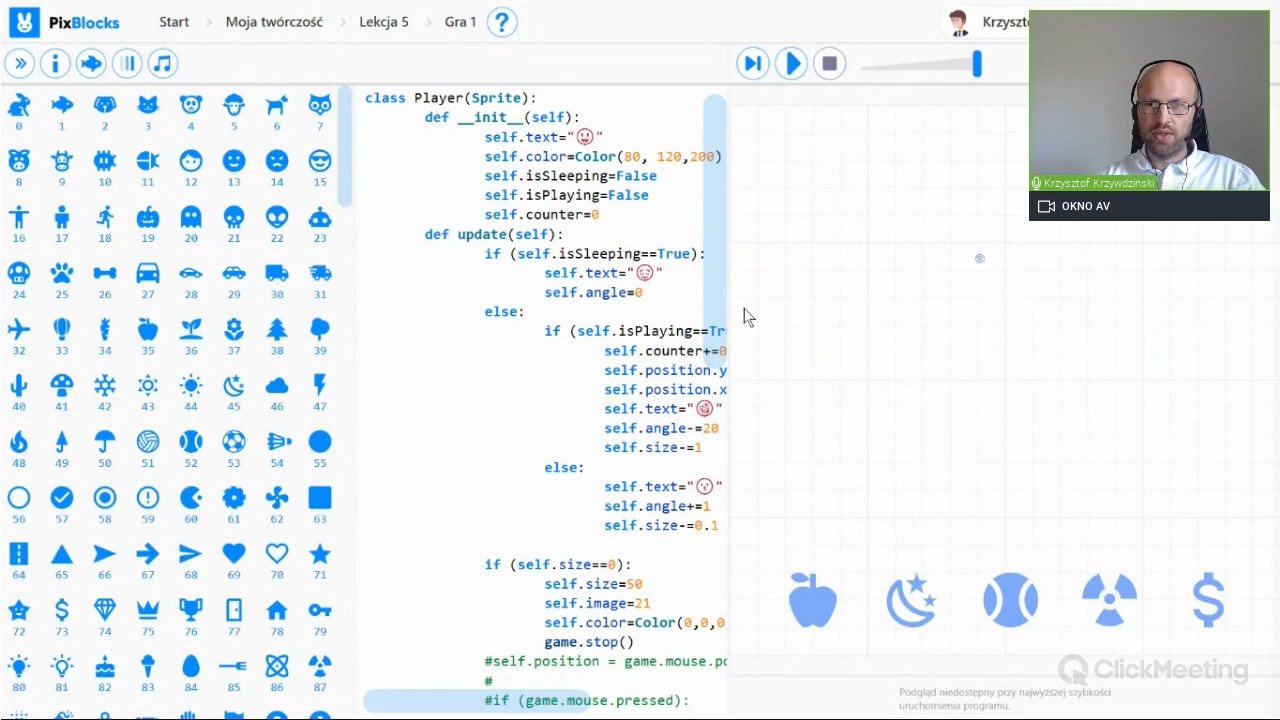 PixBlocks
Start
Moja twórczość
Lekcja 5
Gra 1
?
Krzyszto
0 1 2 3 4 5 6 7
8 9 10 11 12 13 14 15
16 17 18 19 20 21 22 23
24 25 26 27 28 29 30 31
32 33 34 35 36 37 38 39
40 41 42 43 44 45 46 47
48 49 50 51 52 53 54 55
56 57 58 59 60 61 62 63
64 65 66 67 68 69 70 71
72 73 74 75 76 77 78 79
80 81 82 83 84 85 86 87
class Player(Sprite):
def __init__(self):
self.text="😃"
self.color=Color(80, 120,200)
self.isSleeping=False
self.isPlaying=False
self.counter=0
def update(self):
if (self.isSleeping==True):
self.text="😌"
self.angle=0
else:
if (self.isPlaying==Tru
self.counter+=0
self.position.y
self.position.x
self.text="🤪"
self.angle-=20
self.size-=1
else:
self.text="😗"
self.angle+=1
self.size-=0.1
if (self.size==0):
self.size=50
self.image=21
self.color=Color(0,0,0
game.stop()
#self.position = game.mouse.po
#
#if (game.mouse.pressed):
Krzysztof Krzywdziński
OKNO AV
$
ClickMeeting
Podgląd niedostępny przy najwyższej szybkości
uruchomienia programu.